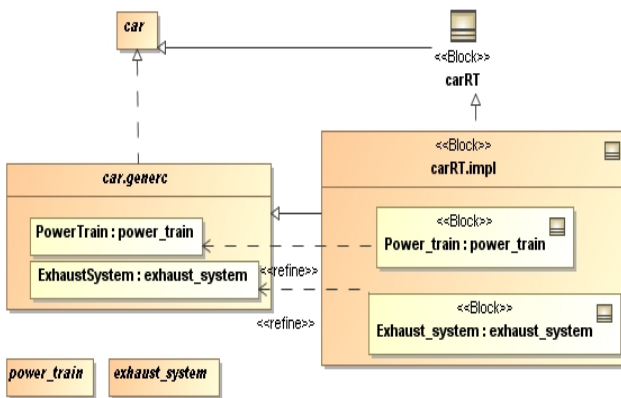 car
<<Block>>
carRT
car.generc
PowerTrain : power_train
ExhaustSystem : exhaust_system
<<Block>>
carRT.impl
<<Block>>
Power_train : power_train
<<refine>>
<<Block>>
Exhaust_system : exhaust_system
<<refine>>
power_train
exhaust_system